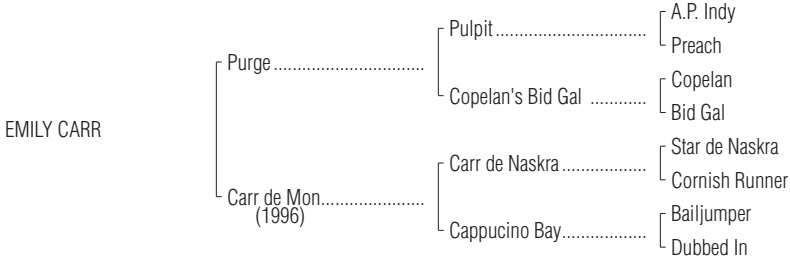 A.P. Indy
Pulpit...............................
Preach
Purge...............................
Copelan
Copelan's Bid Gal ............
Bid Gal
EMILY CARR
Star de Naskra
Carr de Naskra..................
Cornish Runner
Carr de Mon.....................
(1996)
Bailjumper
Cappucino Bay..................
Dubbed In